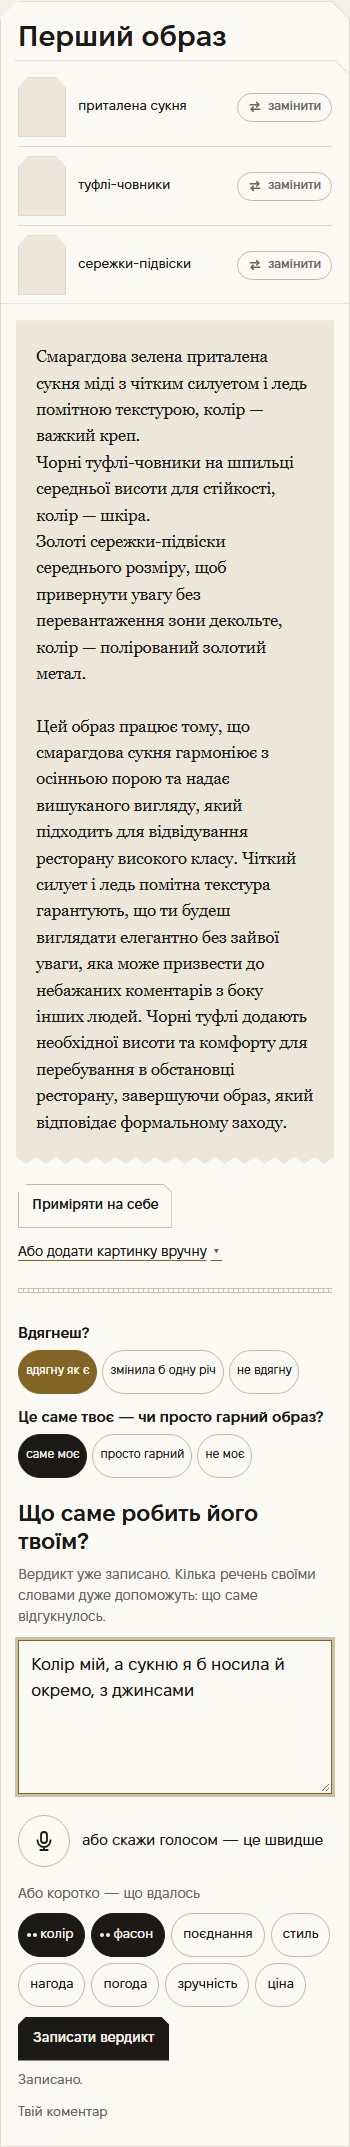 Перший образ
приталена сукня
замінити
туфлі-човники
замінити
сережки-підвіски
замінити
Смарагдова зелена приталена
сукня міді з чітким силуетом і ледь
помітною текстурою, колір —
важкий креп.
Чорні туфлі-човники на шпильці
середньої висоти для стійкості,
колір — шкіра.
Золоті сережки-підвіски
середнього розміру, щоб
привернути увагу без
перевантаження зони декольте,
колір — полірований золотий
метал.
Цей образ працює тому, що
смарагдова сукня гармоніює з
осінньою порою та надає
вишуканого вигляду, який
підходить для відвідування
ресторану високого класу. Чіткий
силует і ледь помітна текстура
гарантують, що ти будеш
виглядати елегантно без зайвої
уваги, яка може призвести до
небажаних коментарів з боку
інших людей. Чорні туфлі додають
необхідної висоти та комфорту для
перебування в обстановці
ресторану, завершуючи образ, який
відповідає формальному заходу.
Приміряти на себе
Або додати картинку вручну
Вдягнеш?
вдягну як є
змінила б одну річ
не вдягну
Це саме твоє — чи просто гарний образ?
саме моє
просто гарний
не моє
Що саме робить його
твоїм?
Вердикт уже записано. Кілька речень своїми
словами дуже допоможуть: що саме
відгукнулось.
Колір мій, а сукню я б носила й
окремо, з джинсами
або скажи голосом — це швидше
Або коротко — що вдалось
колір
фасон
поєднання
стиль
нагода
погода
зручність
ціна
Записати вердикт
Записано.
Твій коментар